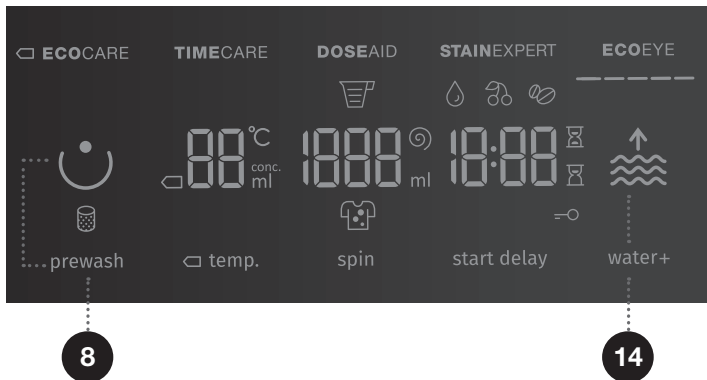 ECOCARE TIMECARE DOSEAID STAINEXPERT ECOEYE
88 °C 1888 18:88
conc.
ml ml
prewash temp. spin start delay water+
8 14